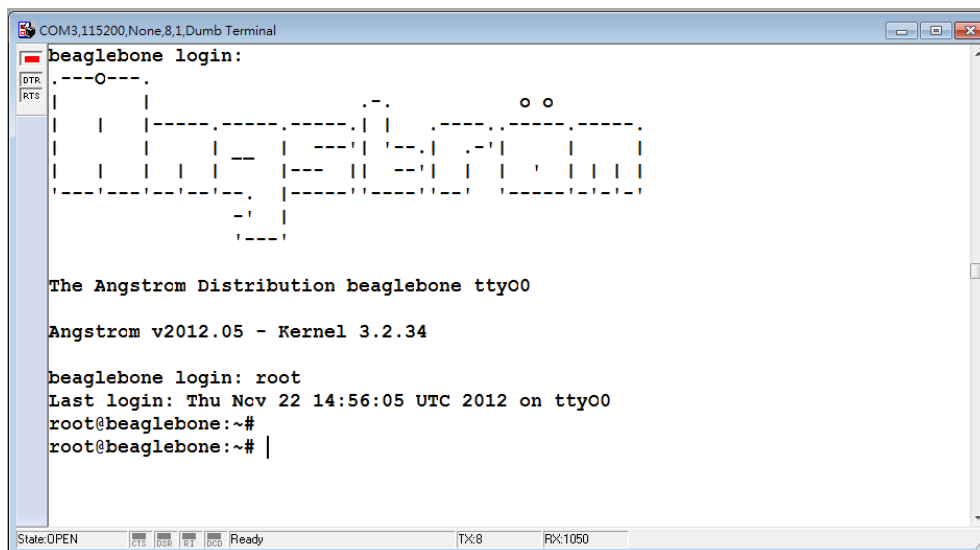 COM3,115200,None,8,1,Dumb Terminal
DTR
RTS
beaglebone login:
.---O---.
|       |                  .-.           o o
|   |   |-----.-----.-----.| |   .----..-----.-----.
|       |     | __  |  ---'| '--.|  .-'|     |     |
|   |   |  |  |     |---  ||  --'|  |  |  '  | | | |
'---'---'--'--'--.  |-----''----''--'  '-----'-'-'-'
                -'  |
                '---'
The Angstrom Distribution beaglebone ttyO0
Angstrom v2012.05 - Kernel 3.2.34
beaglebone login: root
Last login: Thu Nov 22 14:56:05 UTC 2012 on ttyO0
root@beaglebone:~#
root@beaglebone:~#
State:OPEN CTS DSR RI DCD Ready TX:8 RX:1050